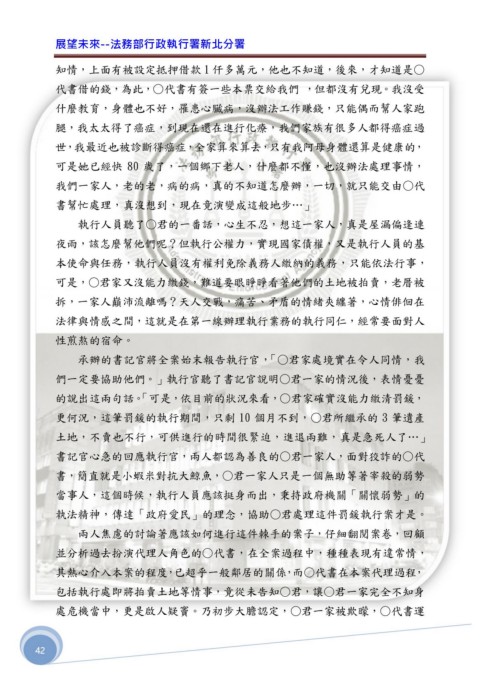 展望未來--法務部行政執行署新北分署
知情，上面有被設定抵押借款 1 仟多萬元，他也不知道，後來，才知道是〇
代書借的錢，為此，〇代書有簽一些本票交給我們 ，但都沒有兌現。我沒受
什麼教育，身體也不好，罹患心臟病，沒辦法工作賺錢，只能偶而幫人家跑
腿，我太太得了癌症，到現在還在進行化療，我們家族有很多人都得癌症過
世，我最近也被診斷得癌症，全家算來算去，只有我阿母身體還算是健康的，
可是她已經快 80 歲了，一個鄉下老人，什麼都不懂，也沒辦法處理事情，
我們一家人，老的老，病的病，真的不知道怎麼辦，一切，就只能交由〇代
書幫忙處理，真沒想到，現在竟演變成這般地步…」
執行人員聽了〇君的一番話，心生不忍，想這一家人，真是屋漏偏逢連
夜雨，該怎麼幫他們呢？但執行公權力，實現國家債權，又是執行人員的基
本使命與任務，執行人員沒有權利免除義務人繳納的義務，只能依法行事，
可是，〇君家又沒能力繳錢，難道要眼睜睜看著他們的土地被拍賣，老厝被
拆，一家人顛沛流離嗎？天人交戰，痛苦、矛盾的情緒夾纏著，心情俳佪在
法律與情感之間，這就是在第一線辦理執行業務的執行同仁，經常要面對人
性煎熬的宿命。
承辦的書記官將全案始末報告執行官，「〇君家處境實在令人同情，我
們一定要協助他們。」執行官聽了書記官說明〇君一家的情況後，表情憂憂
的說出這兩句話。「可是，依目前的狀況來看，〇君家確實沒能力繳清罰鍰，
更何況，這筆罰鍰的執行期間，只剩 10 個月不到，〇君所繼承的 3 筆遺產
土地，不賣也不行，可供進行的時間很緊迫，進退兩難，真是急死人了…」
書記官心急的回應執行官，兩人都認為善良的〇君一家人，面對狡詐的〇代
書，簡直就是小蝦米對抗大鯨魚，〇君一家人只是一個無助等著宰殺的弱勢
當事人，這個時候，執行人員應該挺身而出，秉持政府機關「關懷弱勢」的
執法精神，傳達「政府愛民」的理念，協助〇君處理這件罰鍰執行案才是。
兩人焦慮的討論著應該如何進行這件棘手的案子，仔細翻閱案卷，回顧
並分析過去扮演代理人角色的〇代書，在全案過程中，種種表現有違常情，
其熱心介入本案的程度，已超乎一般鄰居的關係，而〇代書在本案代理過程，
包括執行處即將拍賣土地等情事，竟從未告知〇君，讓〇君一家完全不知身
處危機當中，更是啟人疑竇。乃初步大膽認定，〇君一家被欺矇，〇代書運
42